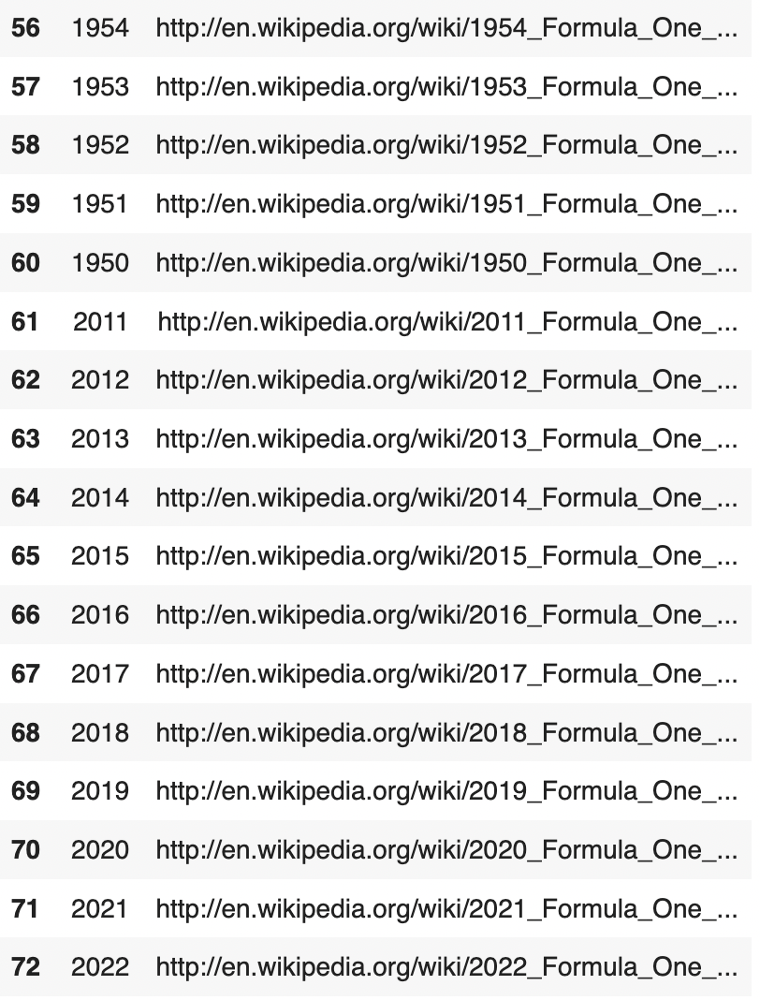 56 1954 http://en.wikipedia.org/wiki/1954_Formula_One_...
57 1953 http://en.wikipedia.org/wiki/1953_Formula_One_...
58 1952 http://en.wikipedia.org/wiki/1952_Formula_One_...
59 1951 http://en.wikipedia.org/wiki/1951_Formula_One_...
60 1950 http://en.wikipedia.org/wiki/1950_Formula_One_...
61 2011 http://en.wikipedia.org/wiki/2011_Formula_One_...
62 2012 http://en.wikipedia.org/wiki/2012_Formula_One_...
63 2013 http://en.wikipedia.org/wiki/2013_Formula_One_...
64 2014 http://en.wikipedia.org/wiki/2014_Formula_One_...
65 2015 http://en.wikipedia.org/wiki/2015_Formula_One_...
66 2016 http://en.wikipedia.org/wiki/2016_Formula_One_...
67 2017 http://en.wikipedia.org/wiki/2017_Formula_One_...
68 2018 http://en.wikipedia.org/wiki/2018_Formula_One_...
69 2019 http://en.wikipedia.org/wiki/2019_Formula_One_...
70 2020 http://en.wikipedia.org/wiki/2020_Formula_One_...
71 2021 http://en.wikipedia.org/wiki/2021_Formula_One_...
72 2022 http://en.wikipedia.org/wiki/2022_Formula_One_...